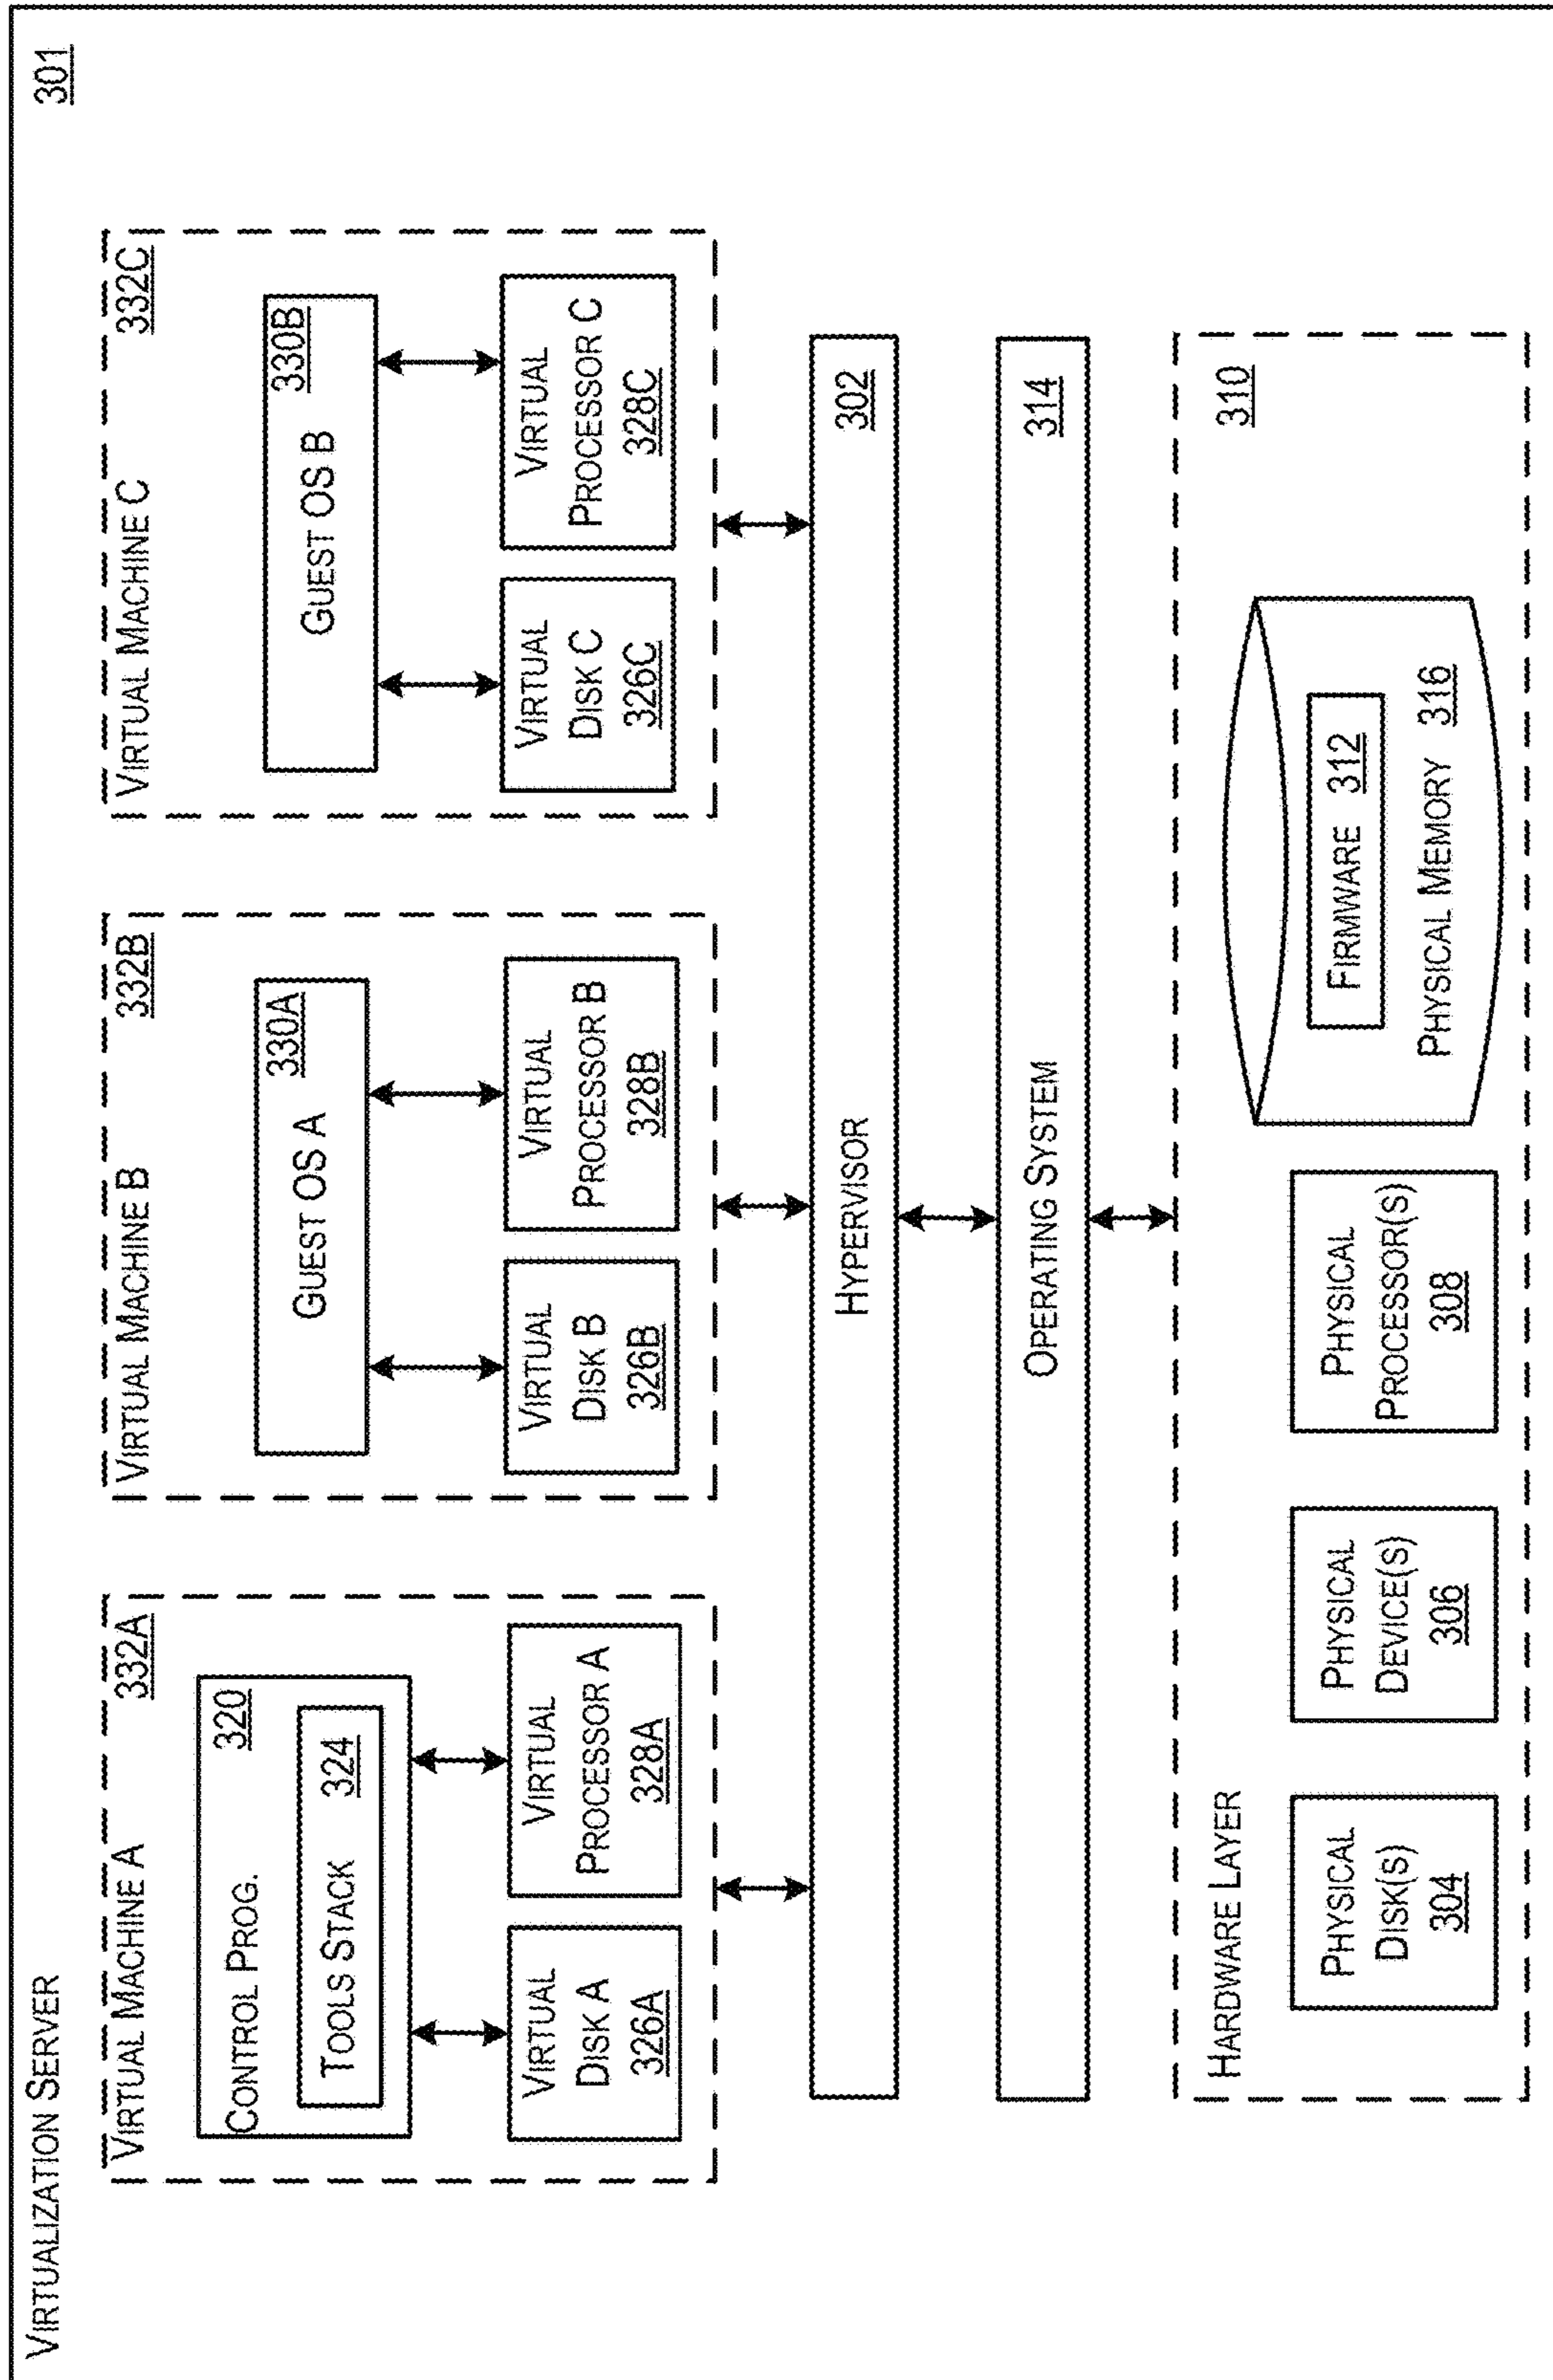 VIRTUALIZATION SERVER
301
VIRTUAL MACHINE A
332A
CONTROL PROG.
320
TOOLS STACK
324
VIRTUAL
DISK A
326A
VIRTUAL
PROCESSOR A
328A
VIRTUAL MACHINE B
332B
GUEST OS A
330A
VIRTUAL
DISK B
326B
VIRTUAL
PROCESSOR B
328B
VIRTUAL MACHINE C
332C
GUEST OS B
330B
VIRTUAL
DISK C
326C
VIRTUAL
PROCESSOR C
328C
HYPERVISOR
302
OPERATING SYSTEM
314
HARDWARE LAYER
310
PHYSICAL
DISK(S)
304
PHYSICAL
DEVICE(S)
306
PHYSICAL
PROCESSOR(S)
308
FIRMWARE 312
PHYSICAL MEMORY 316